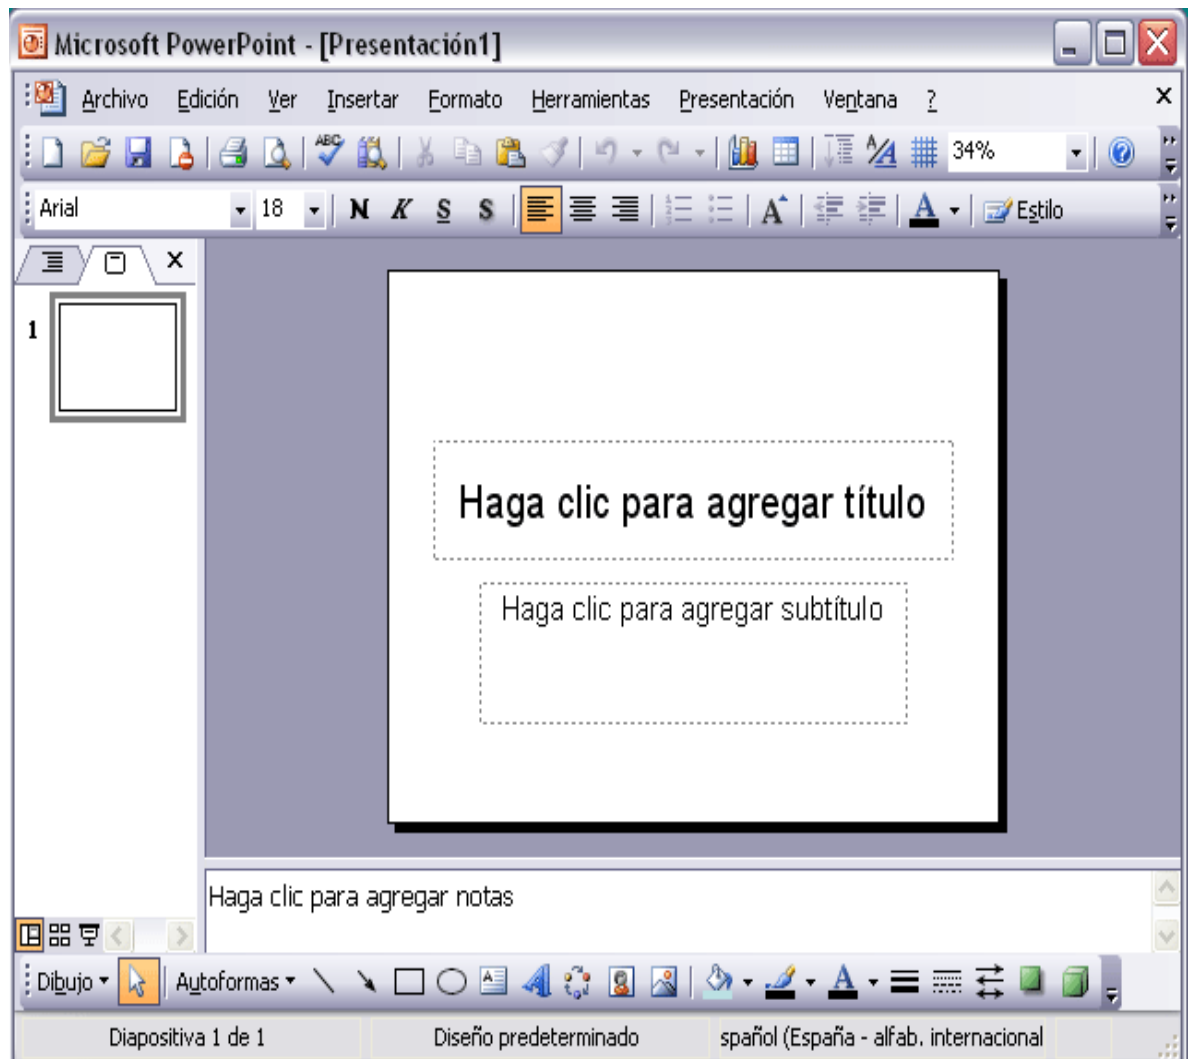 Microsoft PowerPoint - [Presentación1]
Archivo Edición Ver Insertar Formato Herramientas Presentación Ventana ?
ABC 34%
Arial 18 N K S S A A Estilo
1
Haga clic para agregar título
Haga clic para agregar subtítulo
Haga clic para agregar notas
Dibujo Autoformas A A
Diapositiva 1 de 1 Diseño predeterminado spañol (España - alfab. internacional